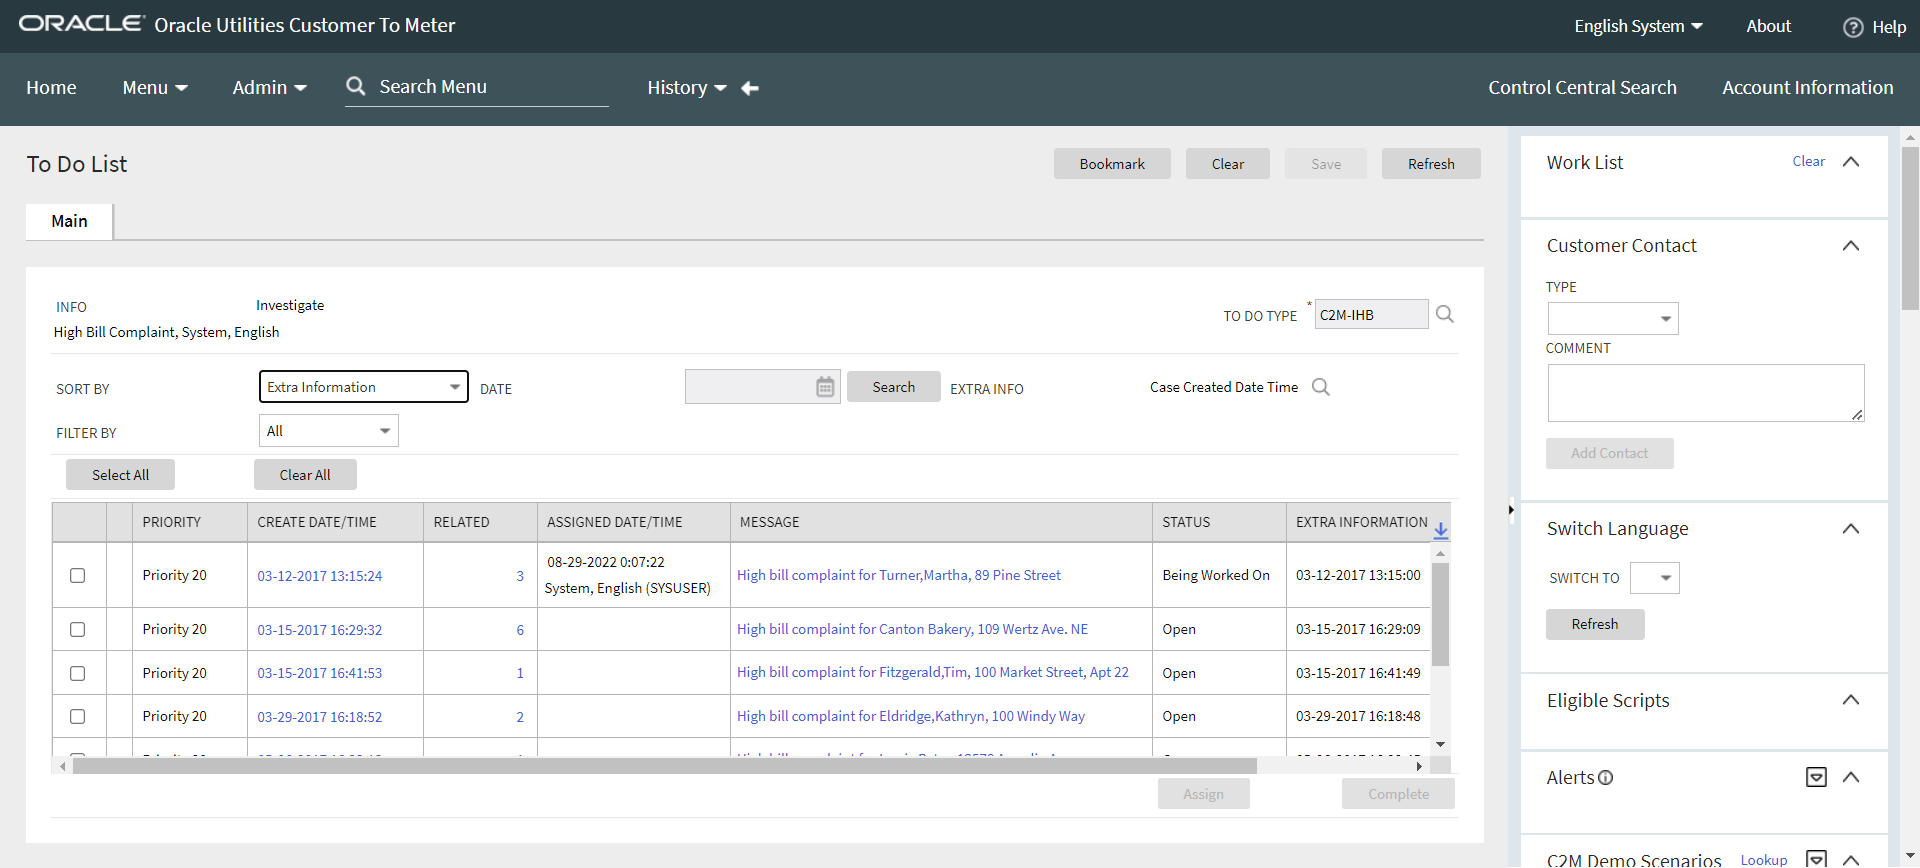 ORACLE Oracle Utilities Customer To Meter English System About Help
Home Menu Admin Search Menu History Control Central Search Account Information
To Do List Bookmark Clear Save Refresh
Main
INFO Investigate
High Bill Complaint, System, English
TO DO TYPE * C2M-IHB
SORT BY Extra Information DATE Search EXTRA INFO Case Created Date Time
FILTER BY All
Select All Clear All
PRIORITY CREATE DATE/TIME RELATED ASSIGNED DATE/TIME MESSAGE STATUS EXTRA INFORMATION
Priority 20 03-12-2017 13:15:24 3 08-29-2022 0:07:22 System, English (SYSUSER) High bill complaint for Turner,Martha, 89 Pine Street Being Worked On 03-12-2017 13:15:00
Priority 20 03-15-2017 16:29:32 6 High bill complaint for Canton Bakery, 109 Wertz Ave. NE Open 03-15-2017 16:29:09
Priority 20 03-15-2017 16:41:53 1 High bill complaint for Fitzgerald,Tim, 100 Market Street, Apt 22 Open 03-15-2017 16:41:49
Priority 20 03-29-2017 16:18:52 2 High bill complaint for Eldridge,Kathryn, 100 Windy Way Open 03-29-2017 16:18:48
Assign Complete
Work List Clear
Customer Contact
TYPE
COMMENT
Add Contact
Switch Language
SWITCH TO
Refresh
Eligible Scripts
Alerts
C2M Demo Scenarios Lookup